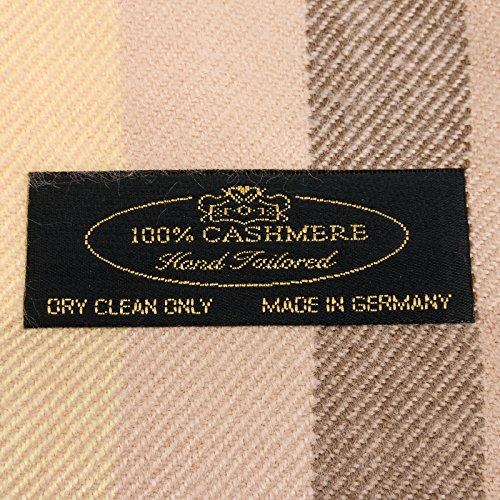 100% CASHMERE
Hand Tailored
DRY CLEAN ONLY MADE IN GERMANY